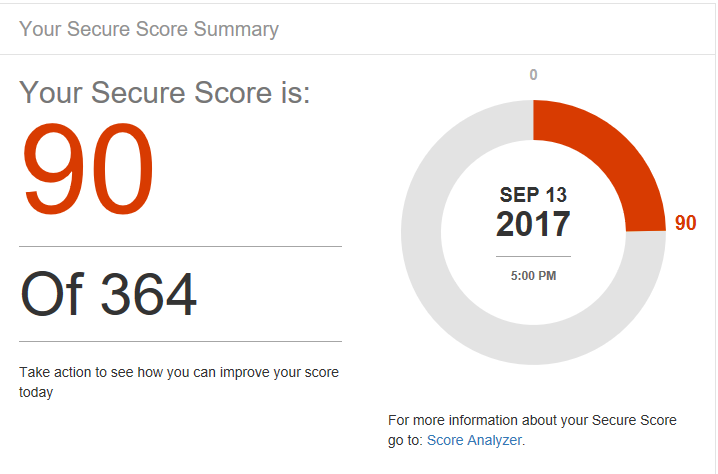 Your Secure Score Summary
Your Secure Score is:
90
Of 364
Take action to see how you can improve your score
today
0
SEP 13
2017
5:00 PM
90
For more information about your Secure Score
go to: Score Analyzer.